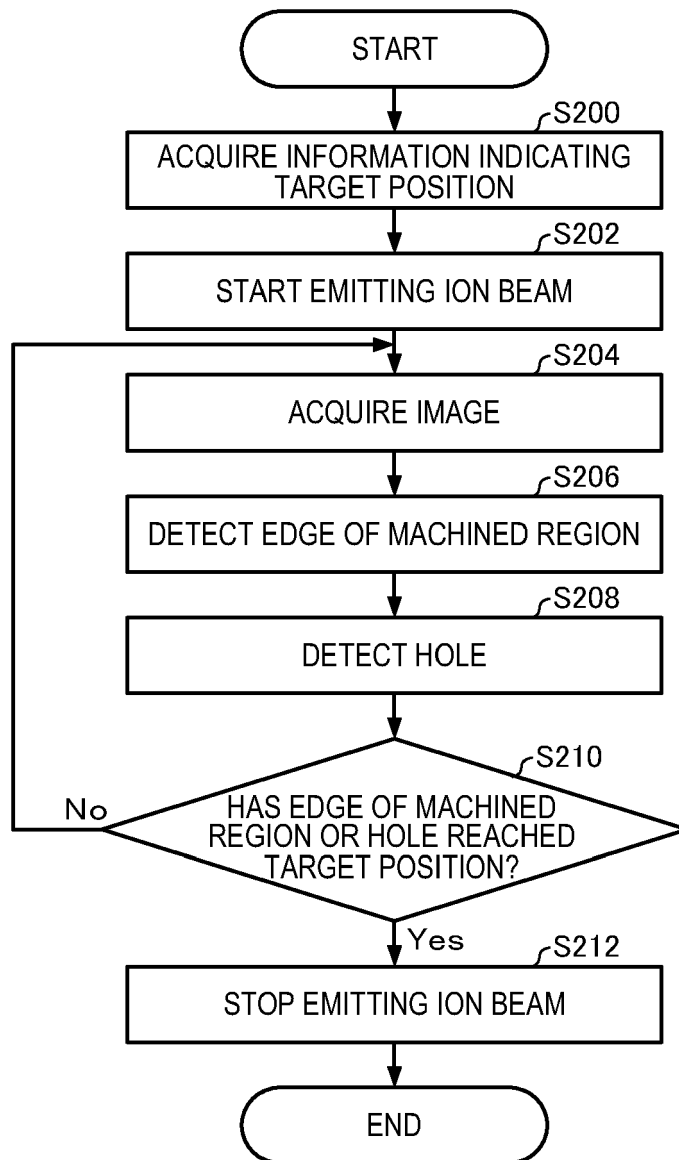 START
S200
ACQUIRE INFORMATION INDICATING
TARGET POSITION
S202
START EMITTING ION BEAM
S204
ACQUIRE IMAGE
S206
DETECT EDGE OF MACHINED REGION
S208
DETECT HOLE
S210
No
HAS EDGE OF MACHINED
REGION OR HOLE REACHED
TARGET POSITION?
Yes
S212
STOP EMITTING ION BEAM
END